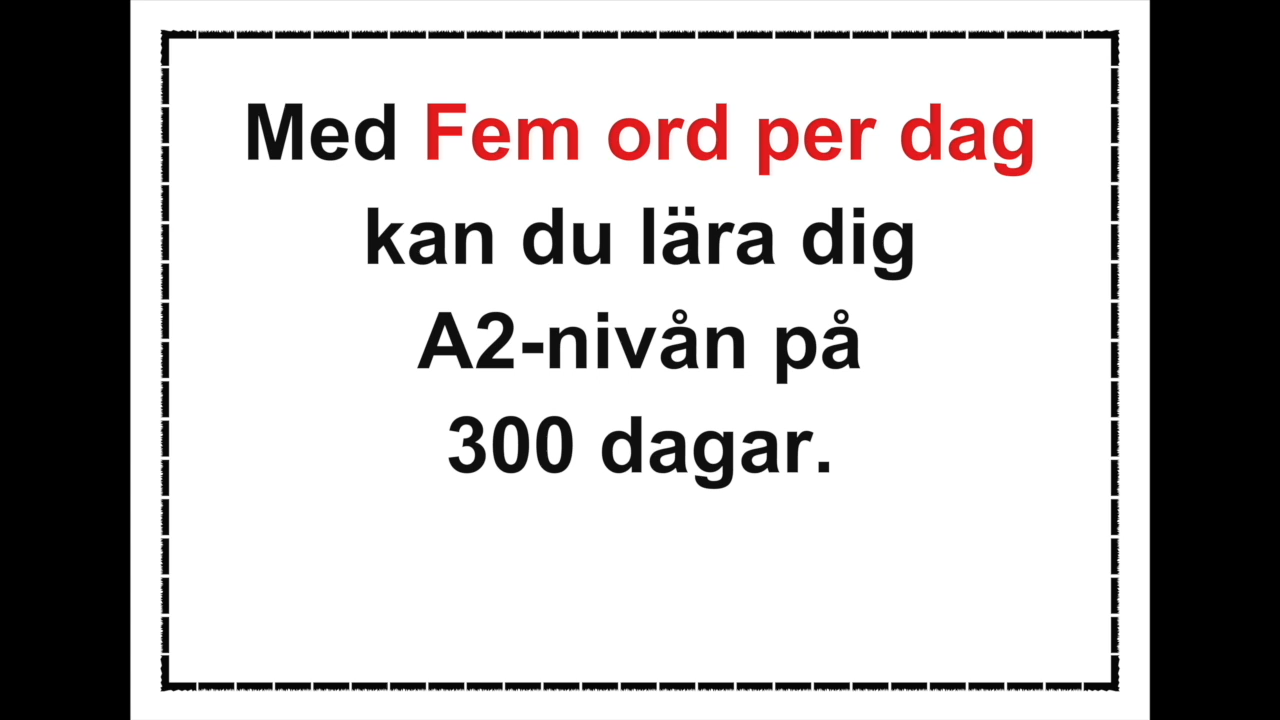 Med Fem ord per dag
kan du lära dig
A2-nivån på
300 dagar.